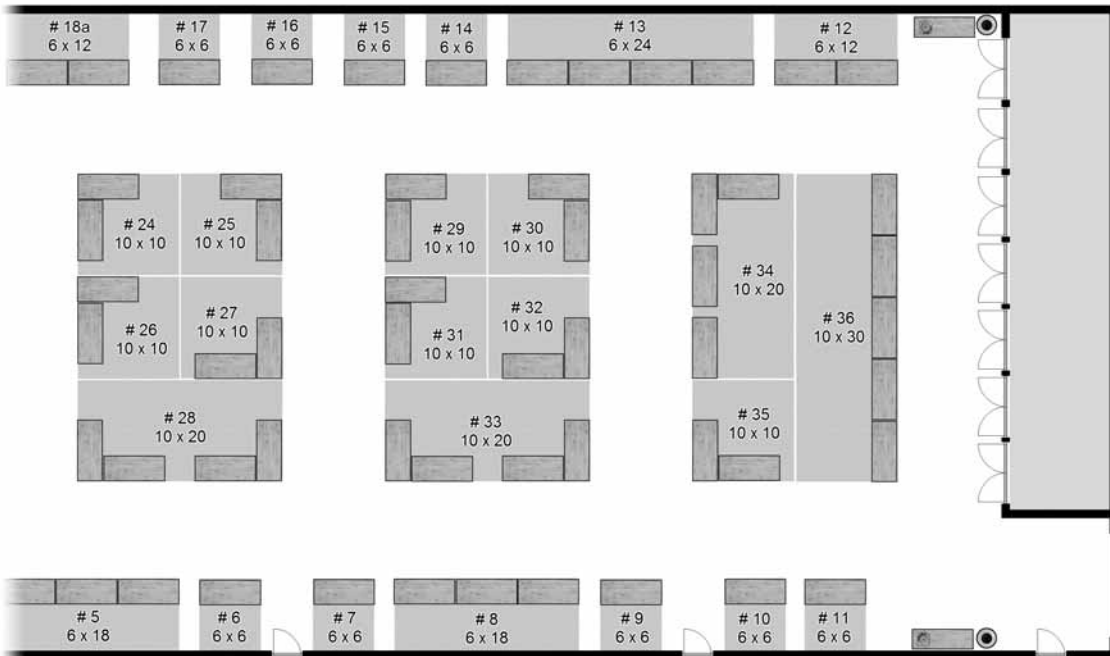 # 18a
6 x 12
# 17
6 x 6
# 16
6 x 6
# 15
6 x 6
# 14
6 x 6
# 13
6 x 24
# 12
6 x 12
# 24
10 x 10
# 25
10 x 10
# 26
10 x 10
# 27
10 x 10
# 28
10 x 20
# 29
10 x 10
# 30
10 x 10
# 31
10 x 10
# 32
10 x 10
# 33
10 x 20
# 34
10 x 20
# 36
10 x 30
# 35
10 x 10
# 5
6 x 18
# 6
6 x 6
# 7
6 x 6
# 8
6 x 18
# 9
6 x 6
# 10
6 x 6
# 11
6 x 6